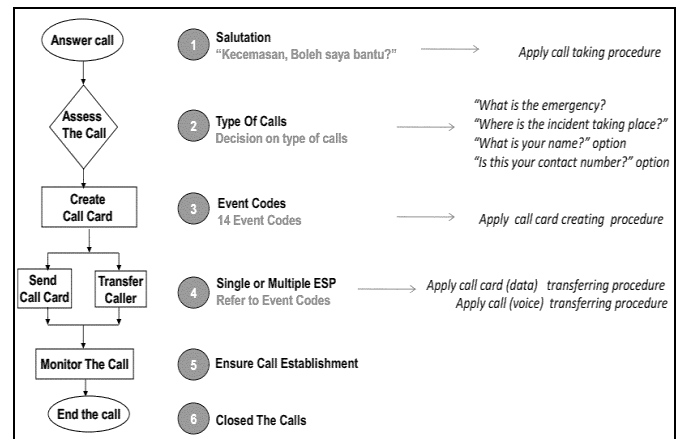 Answer call
1
Salutation
“Kecemasan, Boleh saya bantu?”
Apply call taking procedure
Assess
The Call
2
Type Of Calls
Decision on type of calls
“What is the emergency?
“Where is the incident taking place?”
“What is your name?” option
“Is this your contact number?” option
Create
Call Card
3
Event Codes
14 Event Codes
Apply call card creating procedure
Send
Call Card
Transfer
Caller
4
Single or Multiple ESP
Refer to Event Codes
Apply call card (data) transferring procedure
Apply call (voice) transferring procedure
Monitor The Call
5
Ensure Call Establishment
End the call
6
Closed The Calls